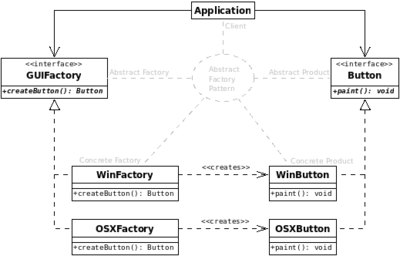 Application
Client
<<interface>>
GUIFactory
+createButton(): Button
Abstract Factory
Abstract
Factory
Pattern
Abstract Product
<<interface>>
Button
+paint(): void
Concrete Factory
Concrete Product
WinFactory
+createButton(): Button
<<creates>>
WinButton
+paint(): void
OSXFactory
+createButton(): Button
<<creates>>
OSXButton
+paint(): void